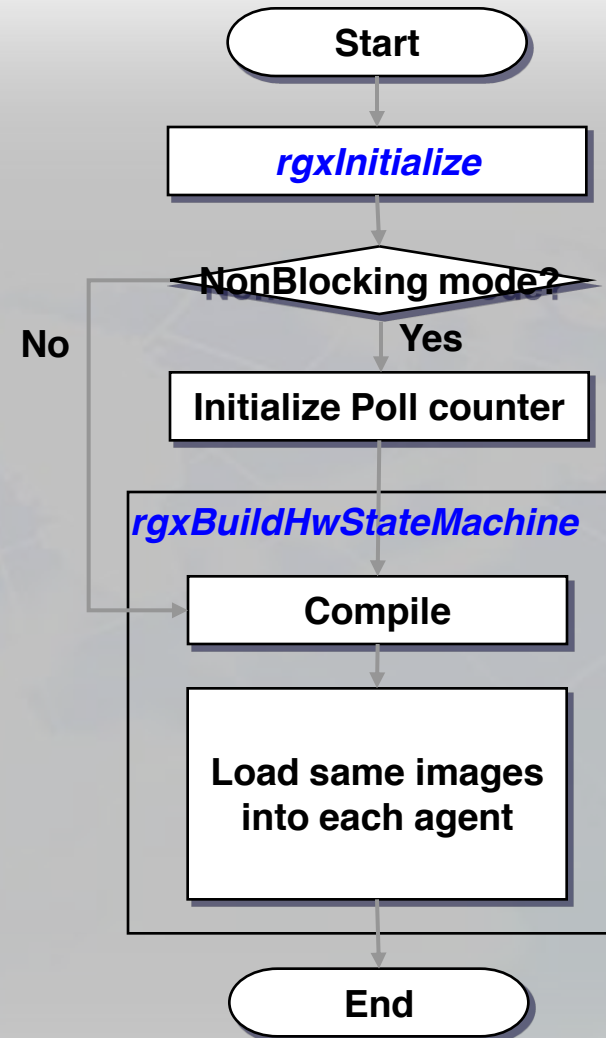 Start
rgxInitialize
NonBlocking mode?
No
Yes
Initialize Poll counter
rgxBuildHwStateMachine
Compile
Load same images
into each agent
End